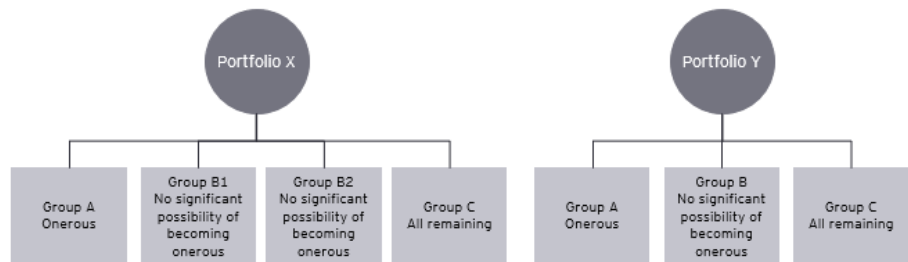 Portfolio X
Portfolio Y
Group A
Onerous
Group B1
No significant
possibility of
becoming
onerous
Group B2
No significant
possibility of
becoming
onerous
Group C
All remaining
Group A
Onerous
Group B
No significant
possibility of
becoming
onerous
Group C
All remaining